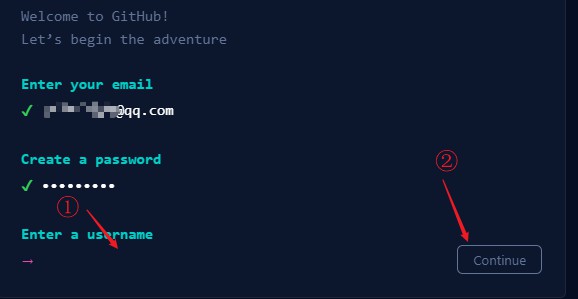 Welcome to GitHub!
Let’s begin the adventure
Enter your email
✓ @qq.com
Create a password
✓ •••••••••
①
②
Enter a username
→
Continue